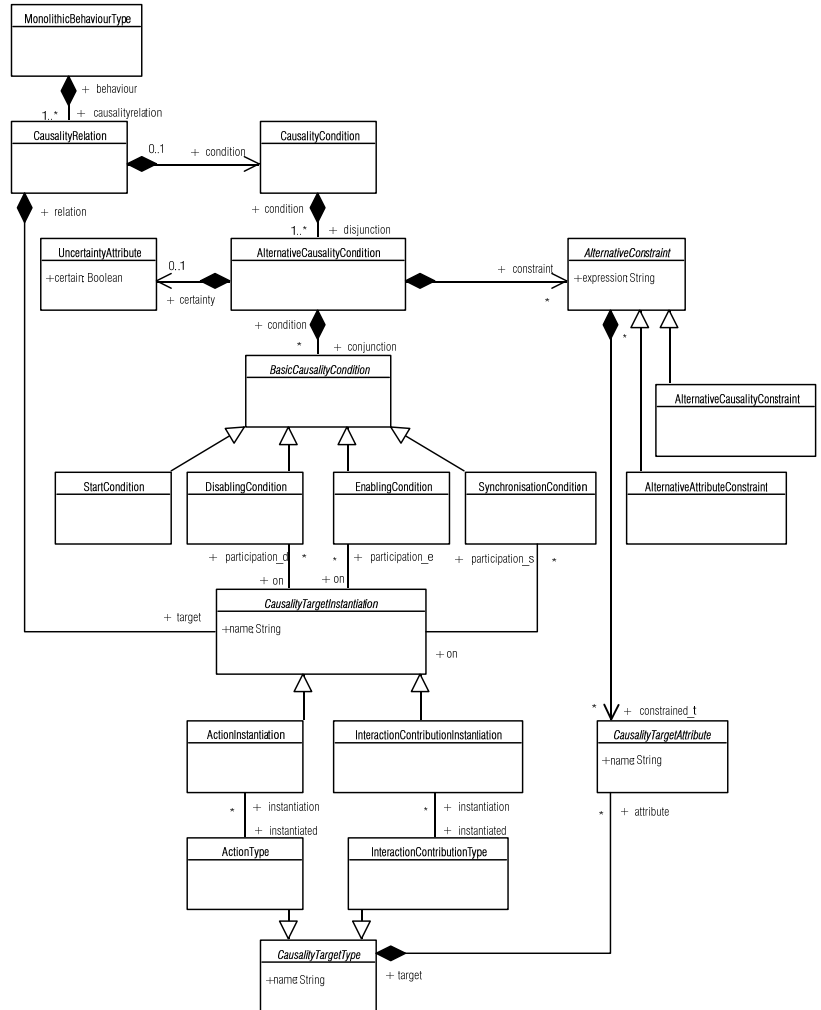 MonolithicBehaviourType
+ behaviour
1..* + causalityrelation
CausalityRelation
0..1
+ condition
CausalityCondition
+ relation
+ condition
1..* + disjunction
UncertaintyAttribute
+certain: Boolean
0..1
+ certainty
AlternativeCausalityCondition
+ constraint
*
AlternativeConstraint
+expression: String
+ condition
* + conjunction
*
BasicCausalityCondition
AlternativeCausalityConstraint
StartCondition
DisablingCondition
EnablingCondition
SynchronisationCondition
AlternativeAttributeConstraint
+ participation_d *
* + participation_e
+ participation_s *
+ on
+ on
CausalityTargetInstantiation
+name: String
+ target
+ on
* + constrained_t
ActionInstantiation
InteractionContributionInstantiation
CausalityTargetAttribute
+name: String
* + instantiation
* + instantiation
* + attribute
+ instantiated
+ instantiated
ActionType
InteractionContributionType
CausalityTargetType
+name: String
+ target